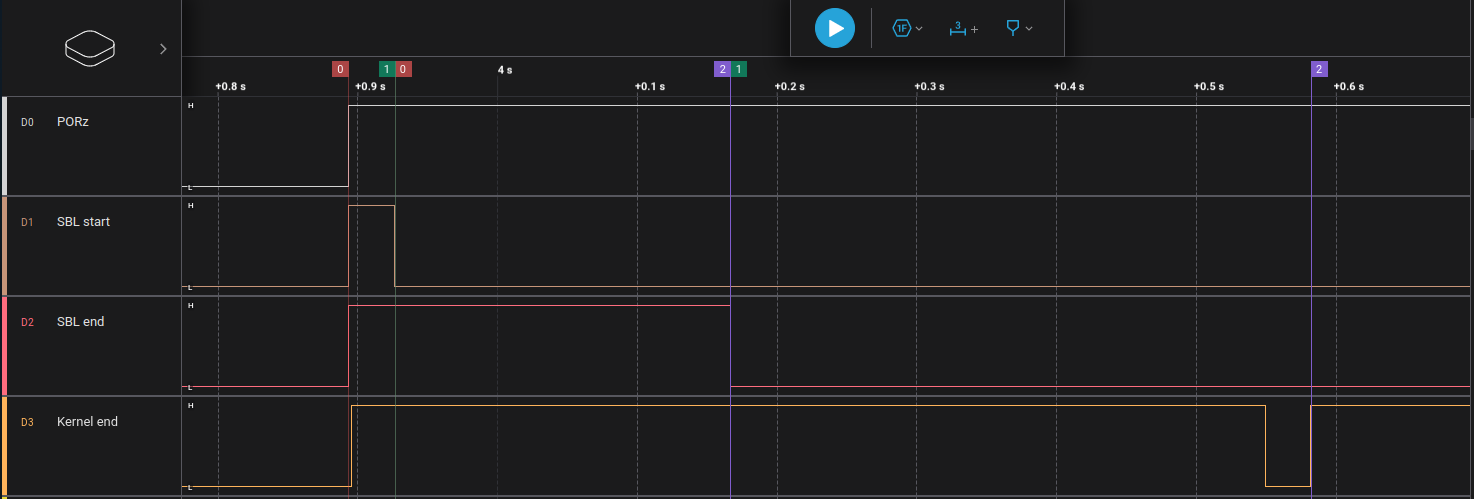 1F
3 +
0 1 0 4 s 2 1 2
+0.8 s +0.9 s +0.1 s +0.2 s +0.3 s +0.4 s +0.5 s +0.6 s
H
D0 PORz
L
H
D1 SBL start
L
H
D2 SBL end
L
H
D3 Kernel end
L